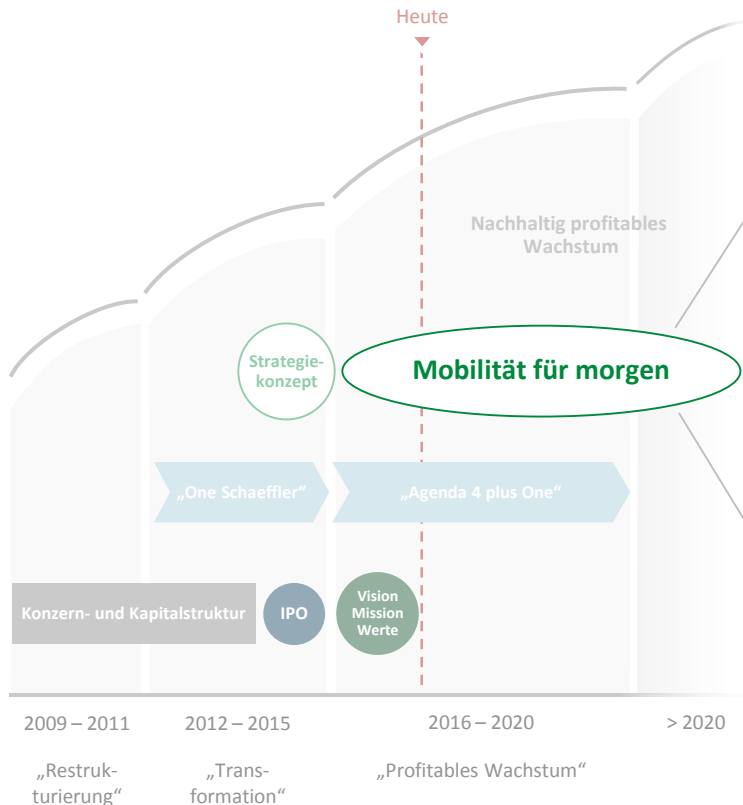 Heute
Nachhaltig profitables
Wachstum
Strategie-
konzept
Mobilität für morgen
„One Schaeffler“
„Agenda 4 plus One“
Konzern- und Kapitalstruktur
IPO
Vision
Mission
Werte
2009 – 2011
2012 – 2015
2016 – 2020
> 2020
„Restruk-
turierung“
„Trans-
formation“
„Profitables Wachstum“